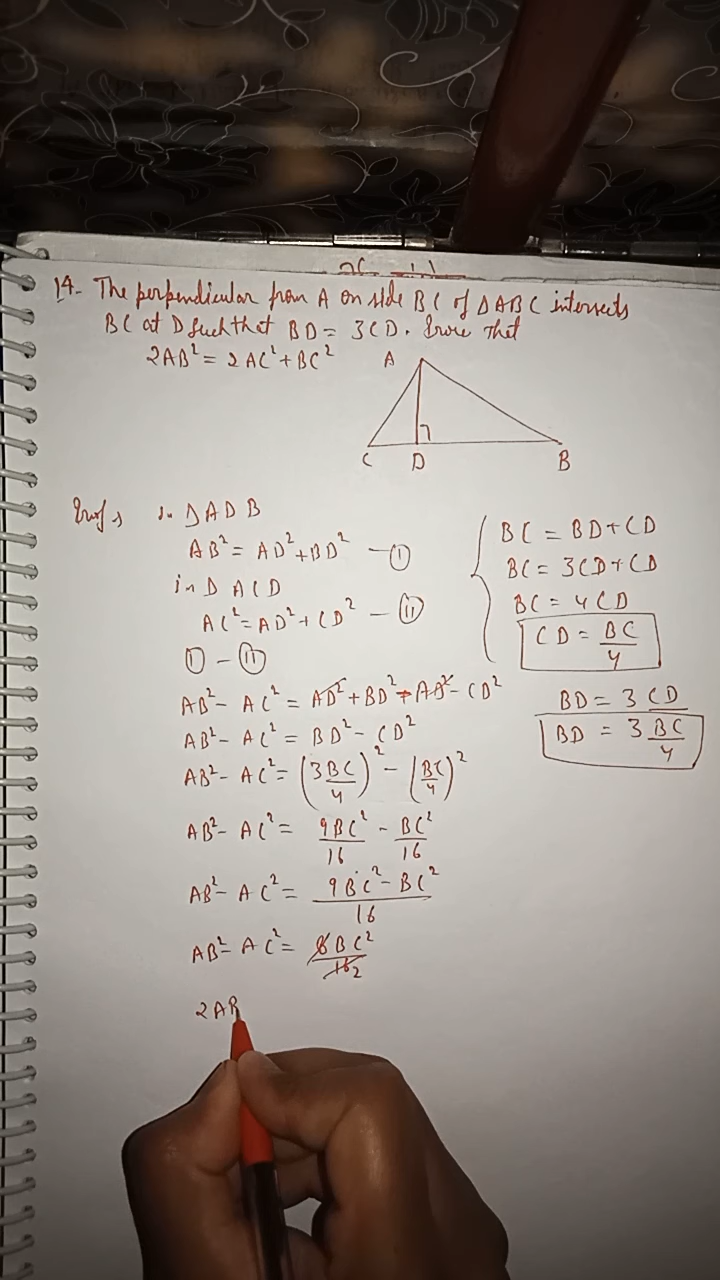 14- The perpendicular from A on side BC of ΔABC intersects
BC at D such that BD = 3CD. Prove that
2AB² = 2AC² + BC²
A
C D B
Proof in ΔADB
AB² = AD² + BD² - Ⓘ
in Δ ACD
AC² = AD² + CD² - Ⓘⓘ
Ⓘ - Ⓘⓘ
AB² - AC² = AD² + BD² - AD² - CD²
AB² - AC² = BD² - CD²
AB² - AC² = (3BC/4)² - (BC/4)²
AB² - AC² = 9BC²/16 - BC²/16
AB² - AC² = 9BC² - BC²/16
AB² - AC² = 8BC²/16 2
2AB
BC = BD + CD
BC = 3CD + CD
BC = 4CD
CD = BC/4
BD = 3 CD
BD = 3 BC/4